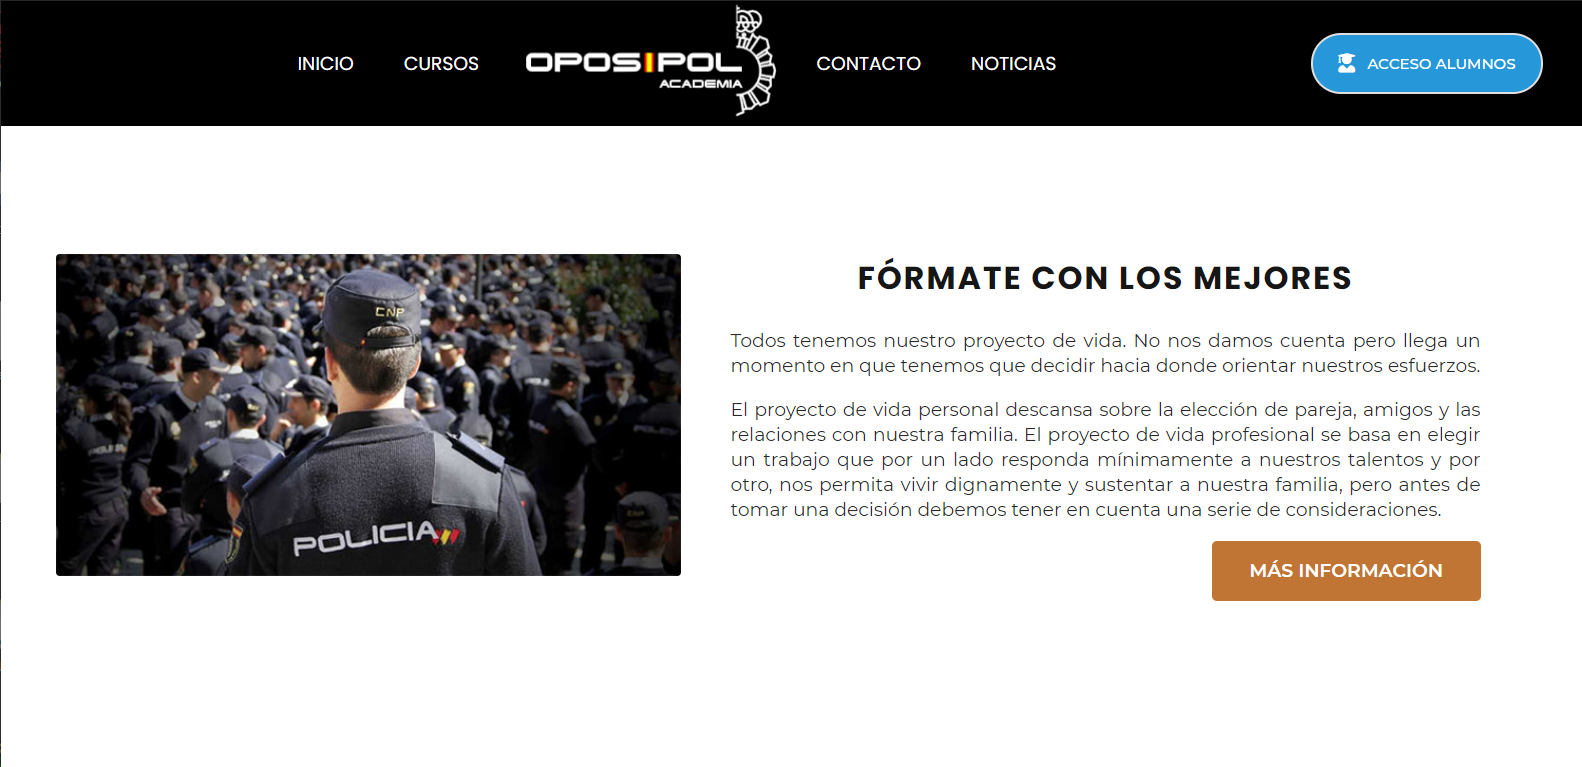 INICIO
CURSOS
OPOSIPOL
ACADEMIA
CONTACTO
NOTICIAS
ACCESO ALUMNOS
CNP
POLICIA
FÓRMATE CON LOS MEJORES
Todos tenemos nuestro proyecto de vida. No nos damos cuenta pero llega un
momento en que tenemos que decidir hacia donde orientar nuestros esfuerzos.
El proyecto de vida personal descansa sobre la elección de pareja, amigos y las
relaciones con nuestra familia. El proyecto de vida profesional se basa en elegir
un trabajo que por un lado responda mínimamente a nuestros talentos y por
otro, nos permita vivir dignamente y sustentar a nuestra familia, pero antes de
tomar una decisión debemos tener en cuenta una serie de consideraciones.
MÁS INFORMACIÓN